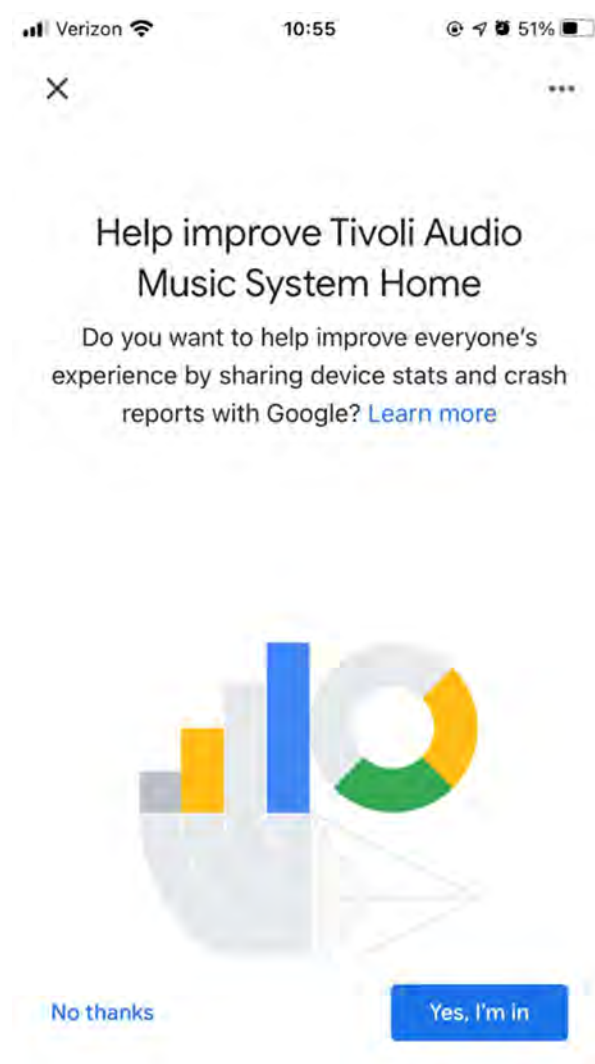 Verizon 10:55 51%
Help improve Tivoli Audio
Music System Home
Do you want to help improve everyone's
experience by sharing device stats and crash
reports with Google? Learn more
No thanks Yes, I'm in